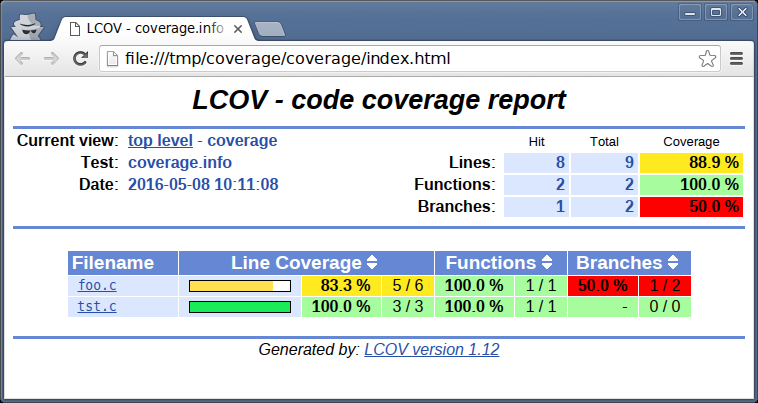 LCOV - coverage.info
file:///tmp/coverage/coverage/index.html
LCOV - code coverage report
Current view: top level - coverage Hit Total Coverage
Test: coverage.info Lines: 8 9 88.9 %
Date: 2016-05-08 10:11:08 Functions: 2 2 100.0 %
Branches: 1 2 50.0 %
Filename Line Coverage Functions Branches
foo.c 83.3 % 5 / 6 100.0 % 1 / 1 50.0 % 1 / 2
tst.c 100.0 % 3 / 3 100.0 % 1 / 1 - 0 / 0
Generated by: LCOV version 1.12